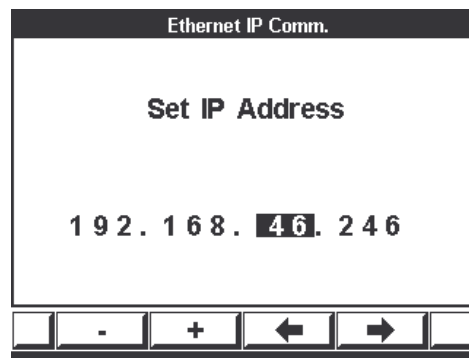 Ethernet IP Comm.
Set IP Address
192.168.46.246
- + ← →